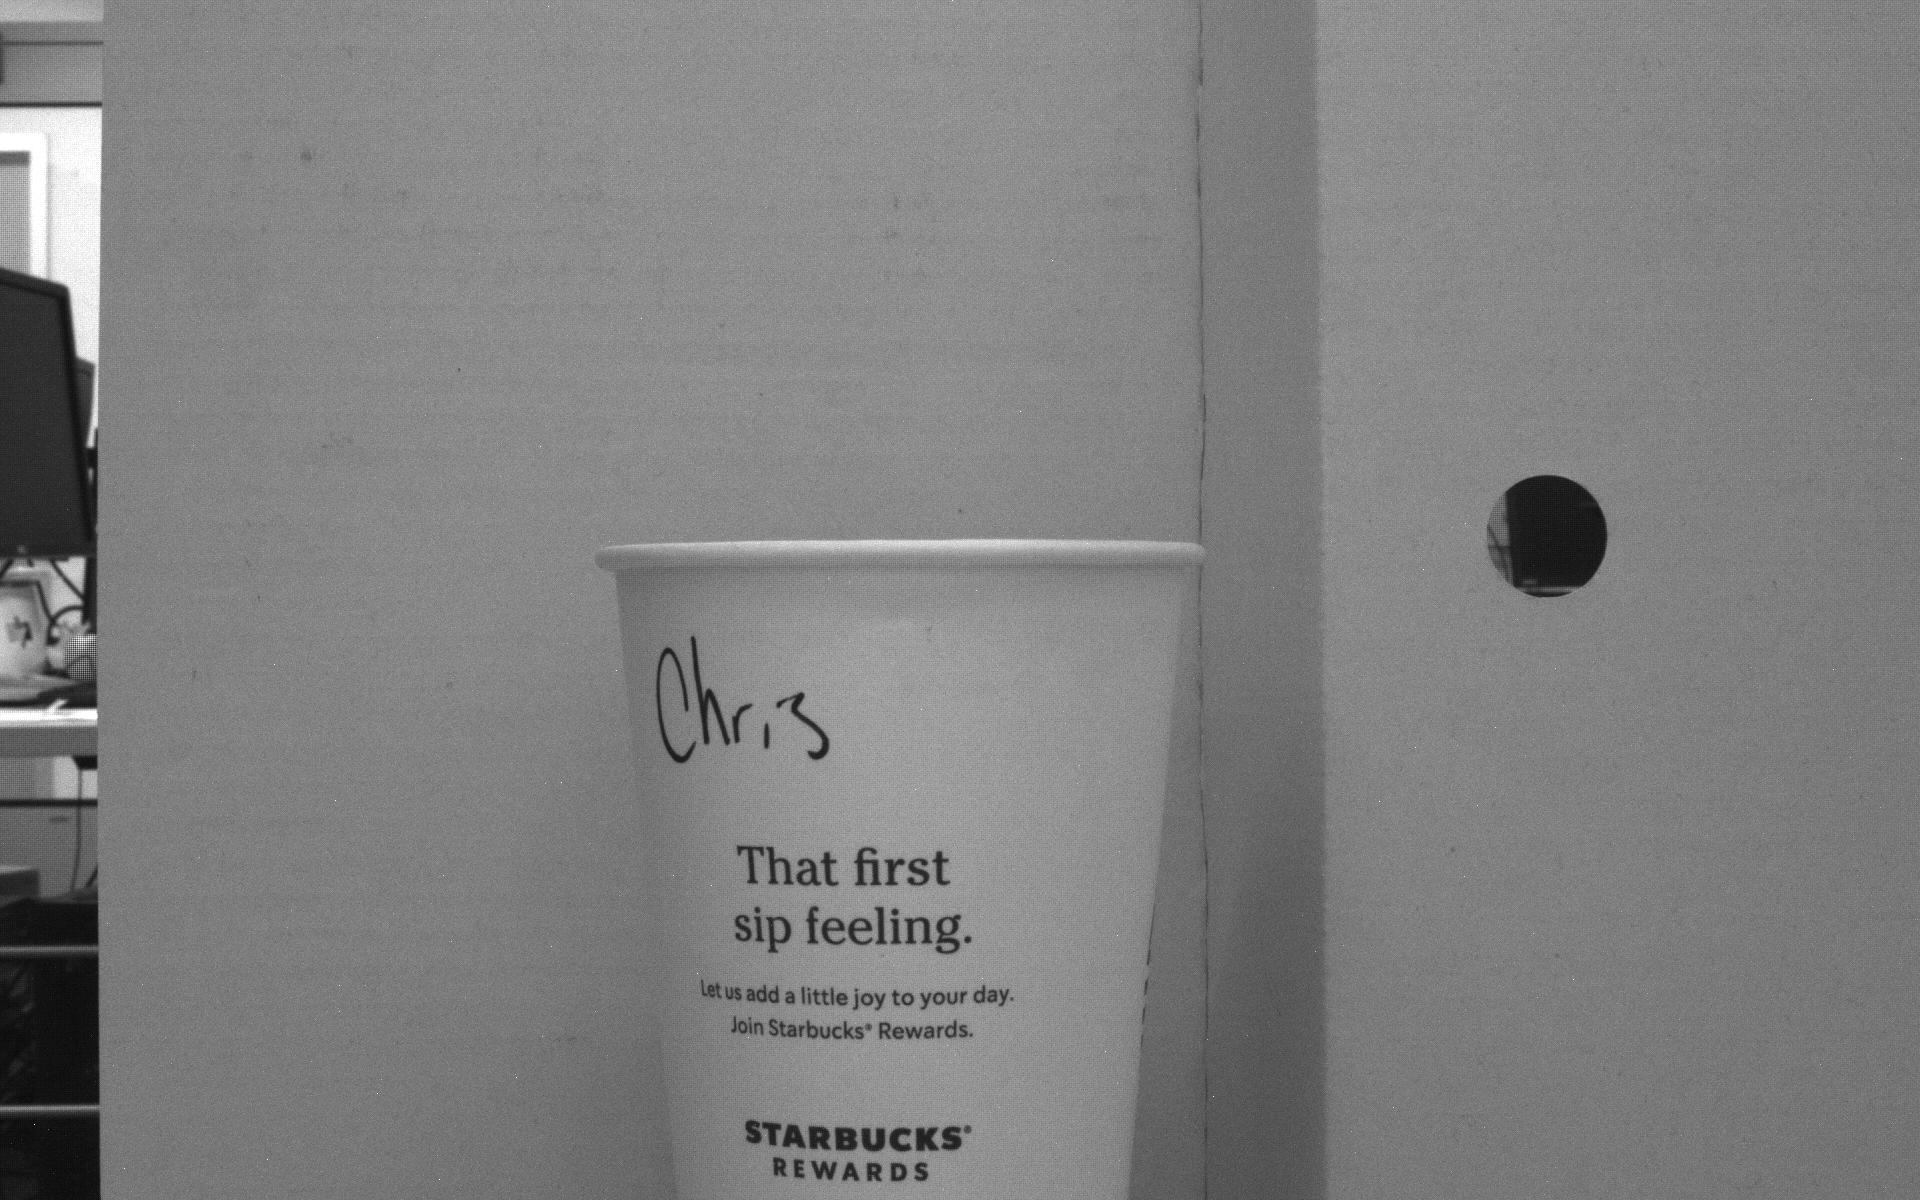 Chris
That first
sip feeling.
Let us add a little joy to your day.
Join Starbucks® Rewards.
STARBUCKS®
REWARDS